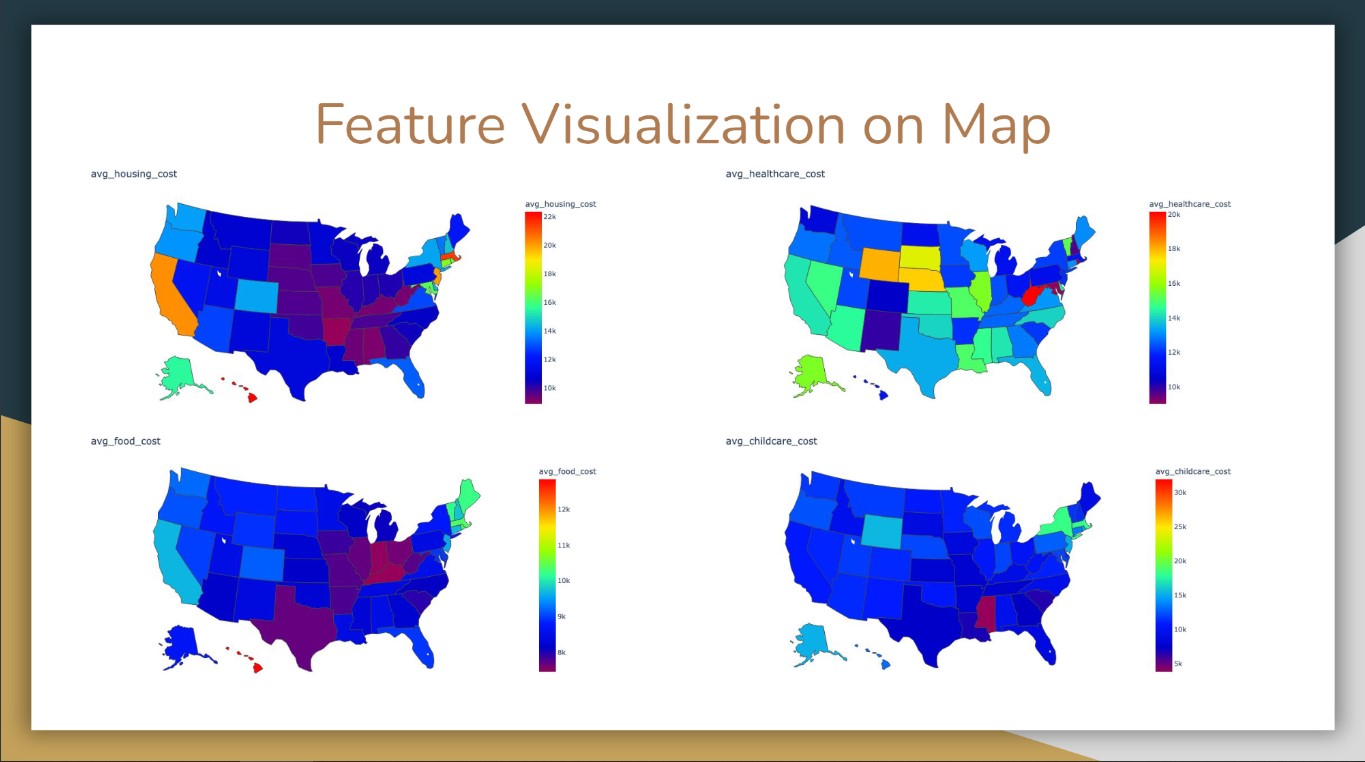 Feature Visualization on Map
avg_housing_cost
avg_housing_cost
22k
20k
18k
16k
14k
12k
10k
avg_healthcare_cost
avg_healthcare_cost
20k
18k
16k
14k
12k
10k
avg_food_cost
avg_food_cost
12k
11k
10k
9k
8k
avg_childcare_cost
avg_childcare_cost
30k
25k
20k
15k
10k
5k